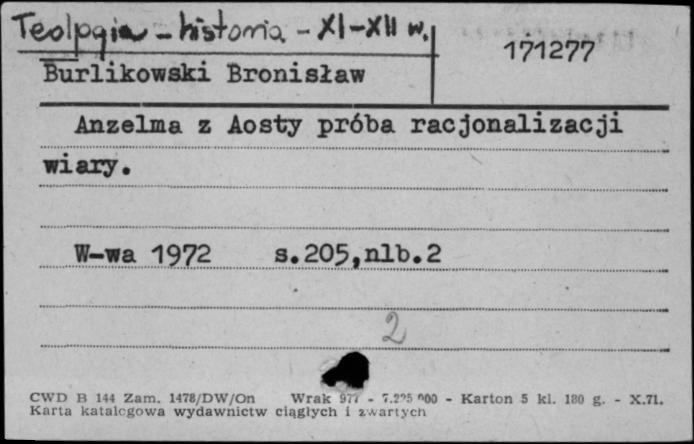 Teologia - historia - XI-XII w.
171277
Burlikowski Bronisław
Anzelma z Aosty próba racjonalizacji
wiary.
W-wa 1972 s.205,nlb.2
2
CWD B 144 Zam. 1478/DW/On Wrak 977 - 7.225 000 - Karton 5 kl. 180 g. - X.71.
Karta katalogowa wydawnictw ciągłych i zwartych